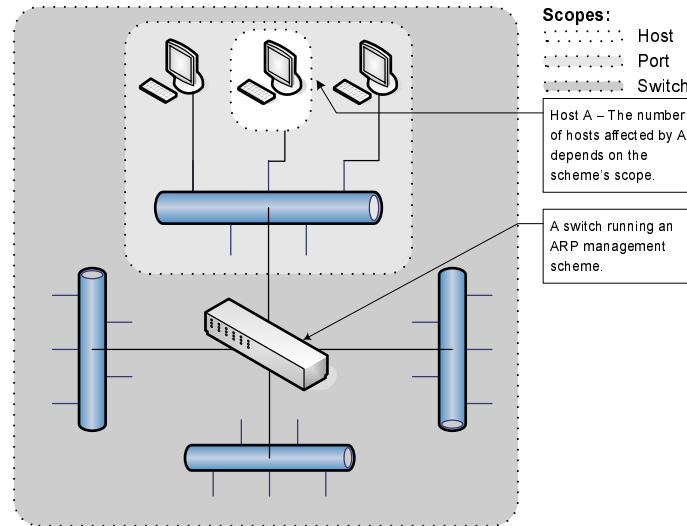 Scopes:
Host
Port
Switch
Host A – The number
of hosts affected by A
depends on the
scheme's scope.
A switch running an
ARP management
scheme.